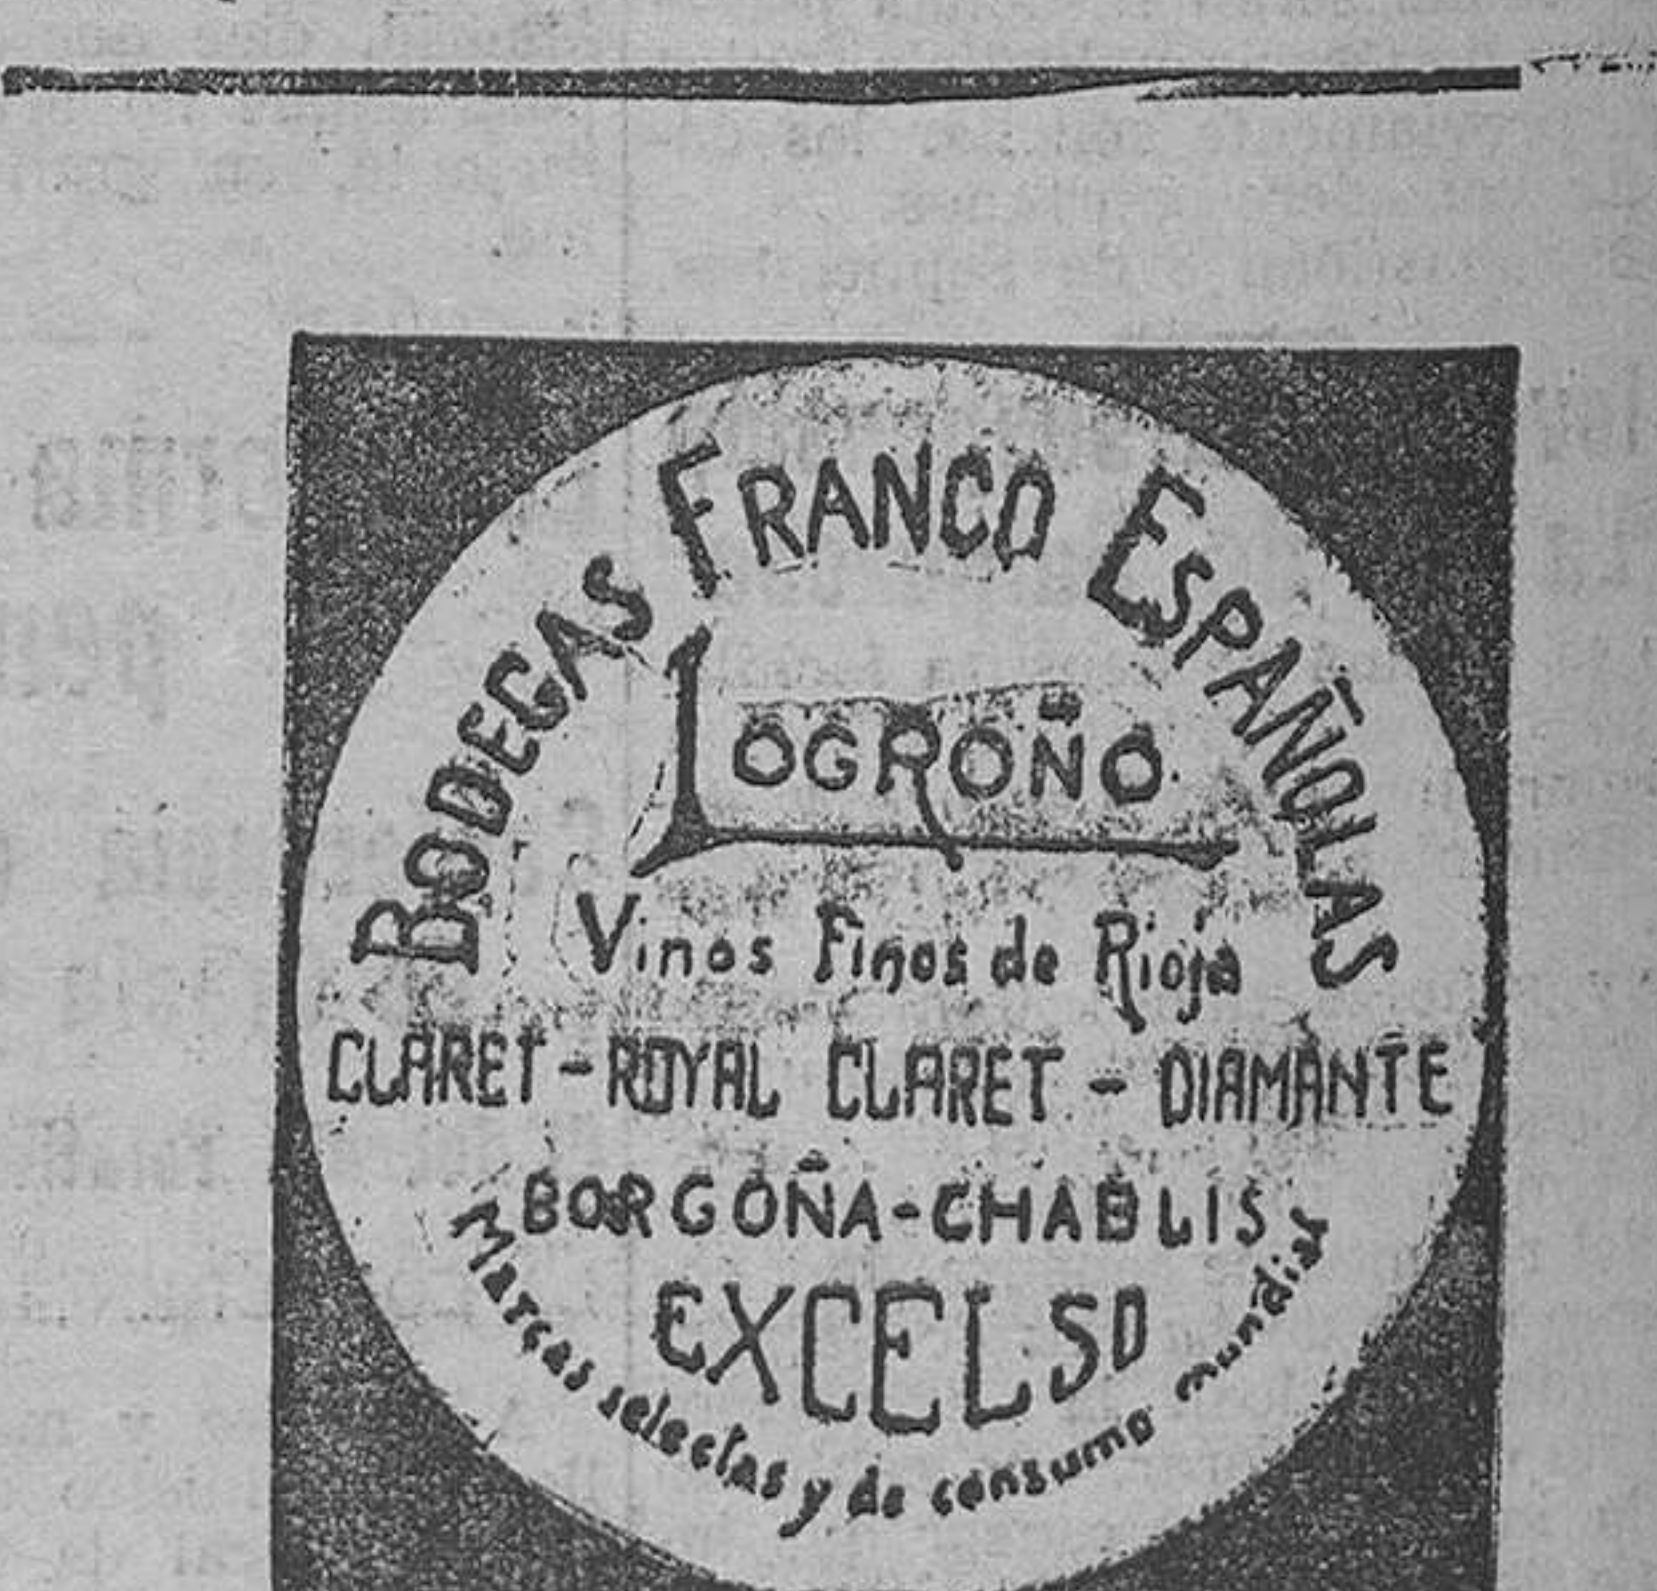 BODEGAS FRANCO ESPAÑOLAS
LOGROÑO
Vinos Finos de Rioja
CLARET - ROYAL CLARET - DIAMANTE
BORGOÑA-CHABLIS
EXCELSO
Marcas selectas y de consumo mundial